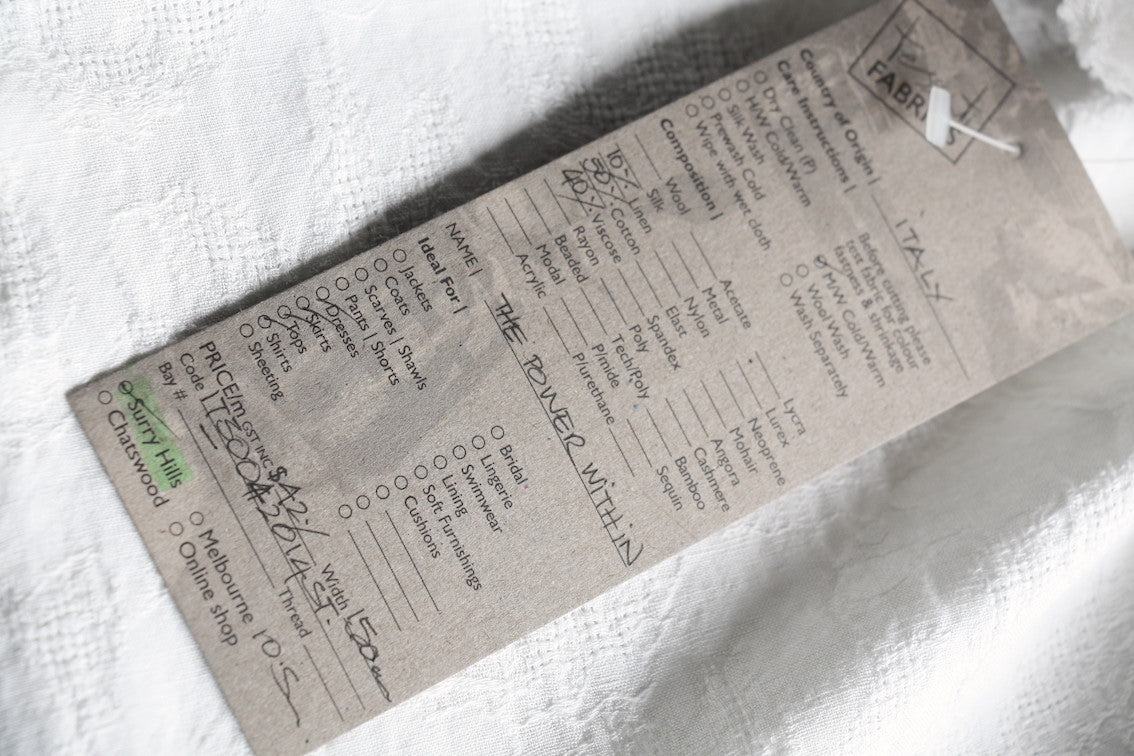 FABRICS
Country of Origin | ITALY
Care Instructions |
Dry Clean (P)
H/W Cold/Warm
Silk Wash
Prewash Cold
Wipe with wet cloth
Before cutting please
test fabric for colour
fastness & shrinkage
M/W Cold/Warm
Wool Wash
Wash Separately
Composition |
Wool
Silk
10% Linen
50% Cotton
40% Viscose
Rayon
Beaded
Modal
Acrylic
Acetate
Metal
Nylon
Elast
Spandex
Poly
Tech/Poly
P/mide
P/urethane
Lycra
Lurex
Neoprene
Mohair
Angora
Cashmere
Bamboo
Sequin
NAME | THE POWER WITHIN
Ideal For |
Jackets
Coats
Scarves | Shawls
Pants | Shorts
Dresses
Skirts
Tops
Shirts
Sheeting
Bridal
Lingerie
Swimwear
Lining
Soft Furnishings
Cushions
PRICE/m GST INC Width 150cm
Code
Bay # Thread
Surry Hills
Chatswood
Melbourne
Online shop